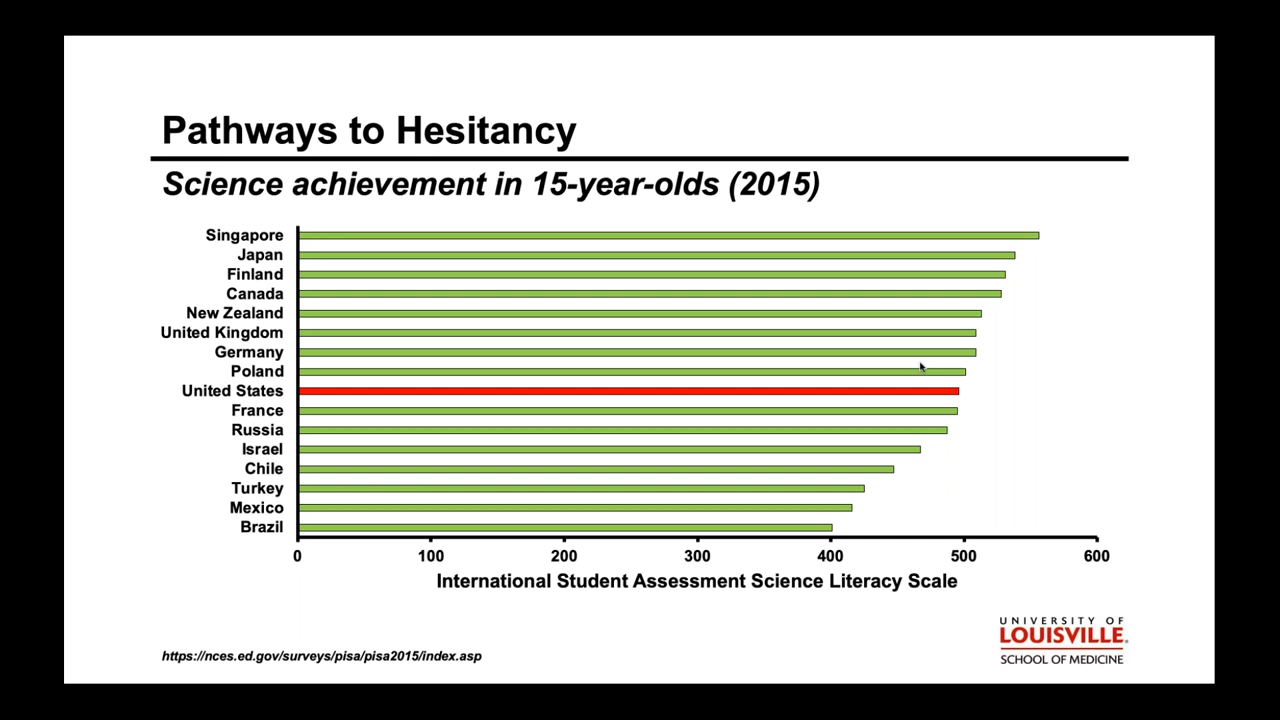 Pathways to Hesitancy
Science achievement in 15-year-olds (2015)
Singapore
Japan
Finland
Canada
New Zealand
United Kingdom
Germany
Poland
United States
France
Russia
Israel
Chile
Turkey
Mexico
Brazil
0 100 200 300 400 500 600
International Student Assessment Science Literacy Scale
UNIVERSITY OF
LOUISVILLE.
SCHOOL OF MEDICINE
https://nces.ed.gov/surveys/pisa/pisa2015/index.asp